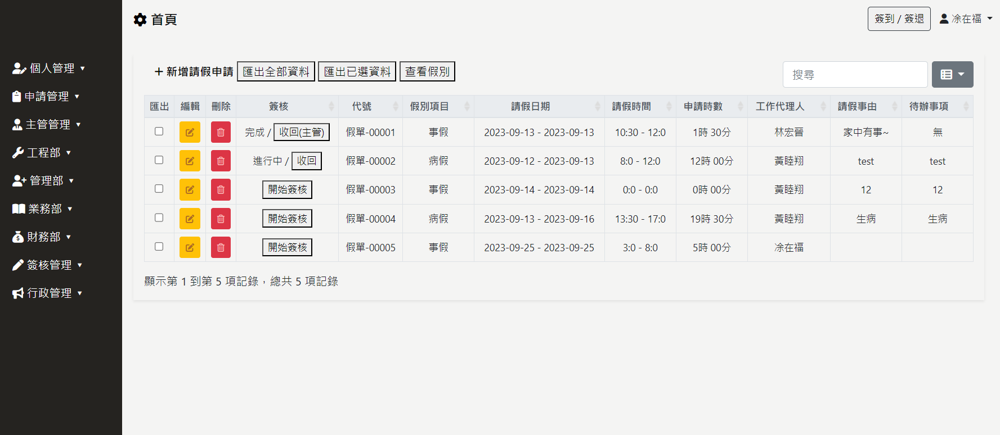 首頁
簽到 / 簽退
凃在福
個人管理
申請管理
主管管理
工程部
管理部
業務部
財務部
簽核管理
行政管理
+ 新增請假申請 匯出全部資料 匯出已選資料 查看假別
搜尋
匯出 編輯 刪除 簽核 代號 假別項目 請假日期 請假時間 申請時數 工作代理人 請假事由 待辦事項
完成 / 收回(主管) 假單-00001 事假 2023-09-13 - 2023-09-13 10:30 - 12:0 1時 30分 林宏晉 家中有事~ 無
進行中 / 收回 假單-00002 病假 2023-09-12 - 2023-09-13 8:0 - 12:0 12時 00分 黃睦翔 test test
開始簽核 假單-00003 事假 2023-09-14 - 2023-09-14 0:0 - 0:0 0時 00分 黃睦翔 12 12
開始簽核 假單-00004 病假 2023-09-13 - 2023-09-16 13:30 - 17:0 19時 30分 黃睦翔 生病 生病
開始簽核 假單-00005 事假 2023-09-25 - 2023-09-25 3:0 - 8:0 5時 00分 凃在福
顯示第 1 到第 5 項記錄，總共 5 項記錄